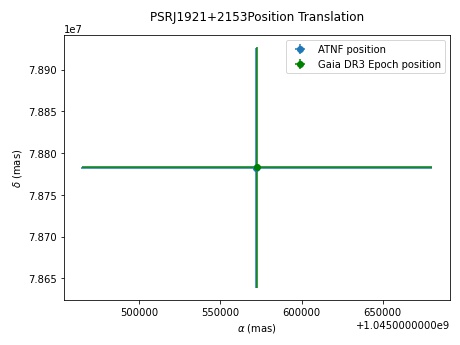 PSRJ1921+2153Position Translation
1e7
ATNF position
Gaia DR3 Epoch position
7.890
7.885
7.880
7.875
7.870
7.865
δ (mas)
500000 550000 600000 650000
α (mas)
+1.0450000000e9